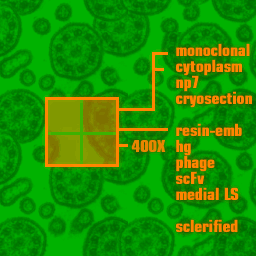 monoclonal
cytoplasm
np7
cryosection
resin-emb
400X
hg
phage
scFv
medial LS
sclerified